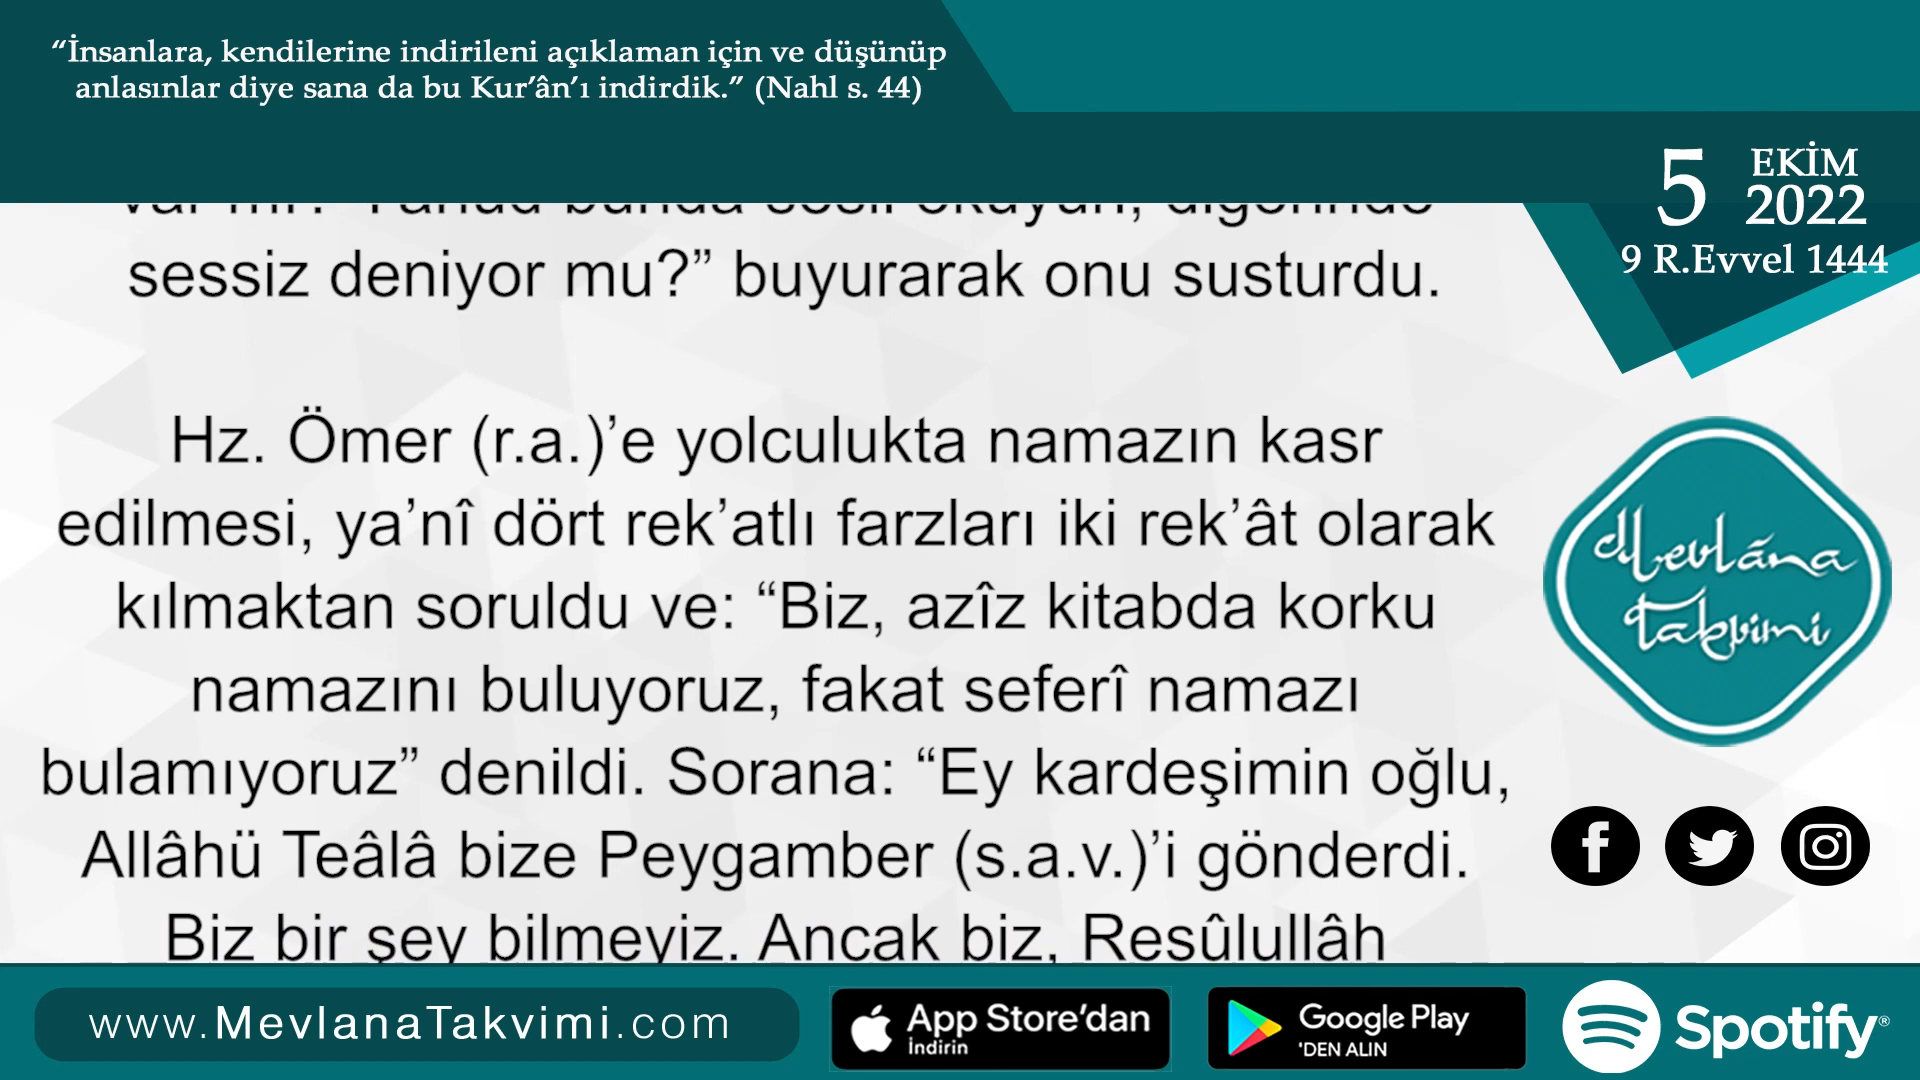 “İnsanlara, kendilerine indirileni açıklaman için ve düşünüp
anlasınlar diye sana da bu Kur’ân’ı indirdik.” (Nahl s. 44)
5 EKİM
2022
9 R.Evvel 1444
sessiz deniyor mu?” buyurarak onu susturdu.
Hz. Ömer (r.a.)’e yolculukta namazın kasr
edilmesi, ya’nî dört rek’atlı farzları iki rek’ât olarak
kılmaktan soruldu ve: “Biz, azîz kitabda korku
namazını buluyoruz, fakat seferî namazı
bulamıyoruz” denildi. Sorana: “Ey kardeşimin oğlu,
Allâhü Teâlâ bize Peygamber (s.a.v.)’i gönderdi.
Biz bir şey bilmeyiz. Ancak biz, Resûlullâh
Mevlâna
Takvimi
www.MevlanaTakvimi.com
App Store’dan
İndirin
Google Play
'DEN ALIN
Spotify®